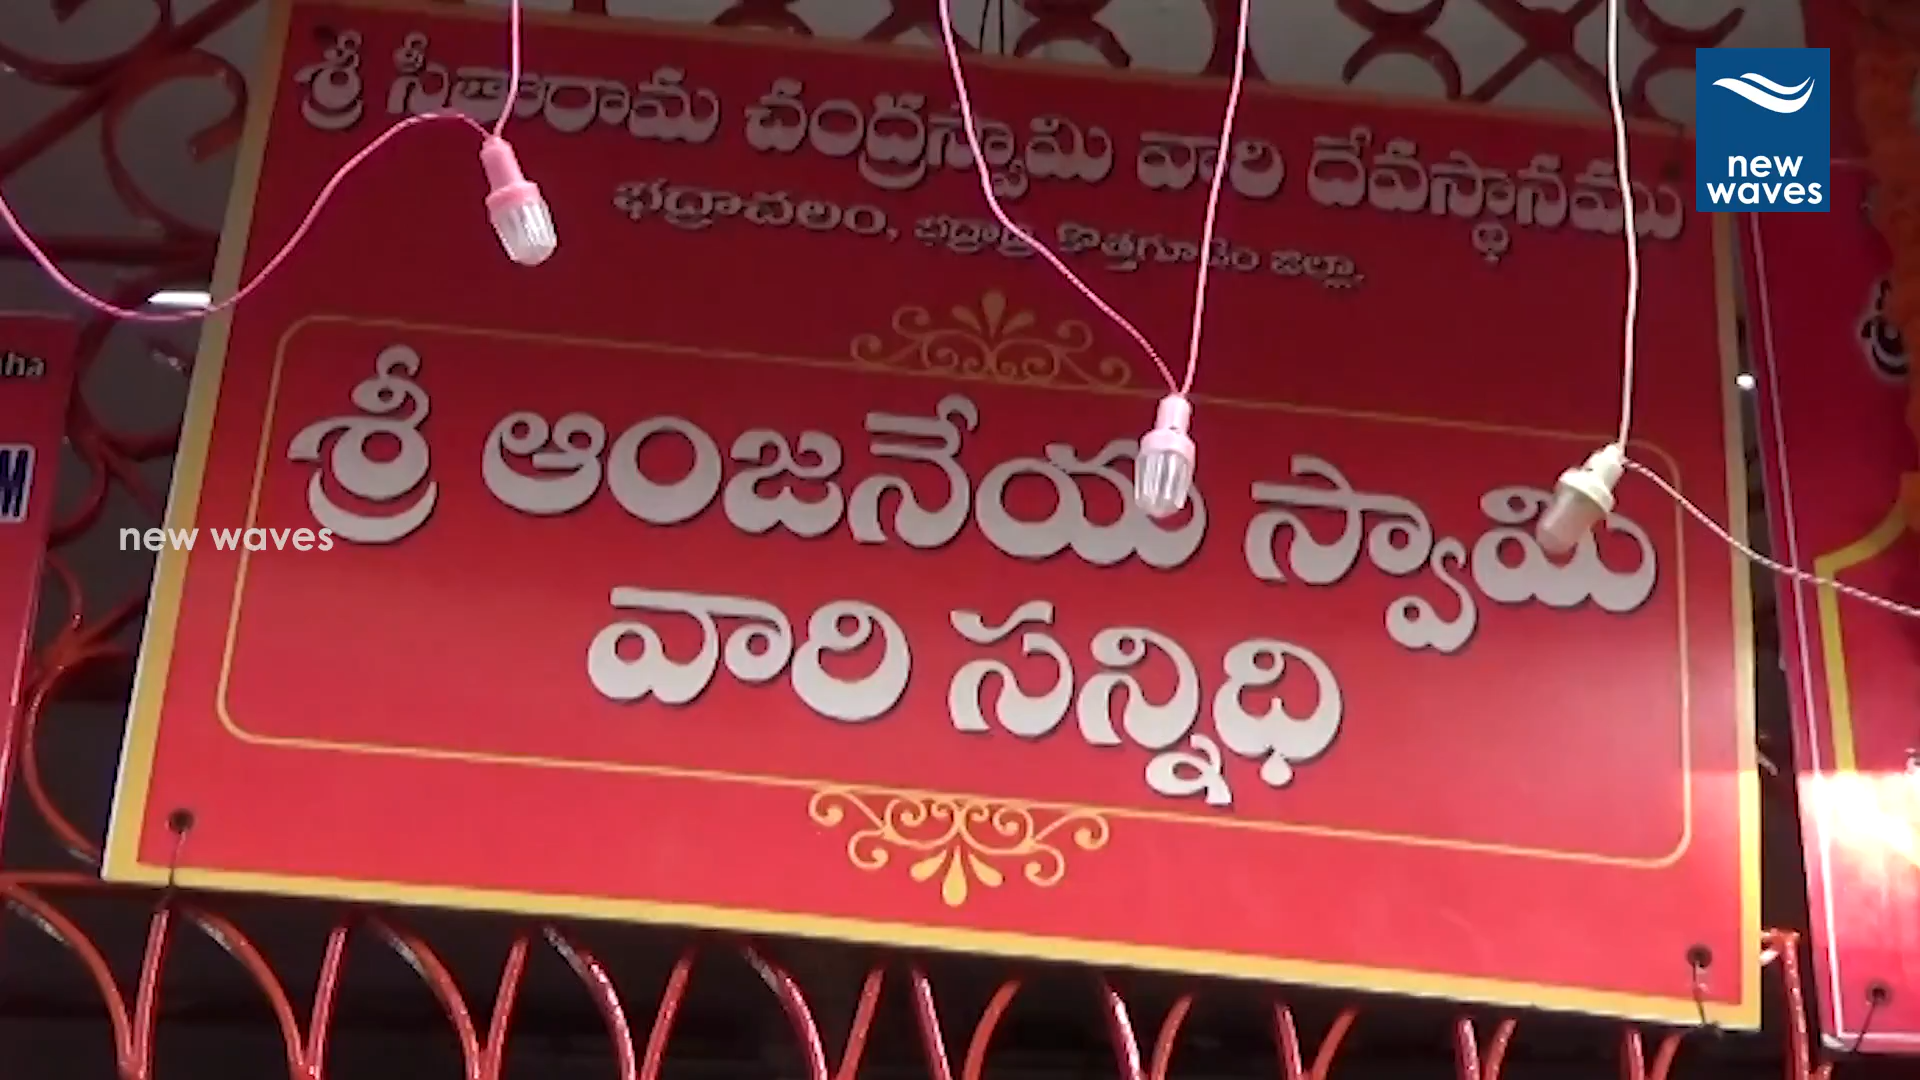 శ్రీ సీతారామ చంద్రస్వామి వారి దేవస్థానము
భద్రాచలం, భద్రాద్రి కొత్తగూడెం జిల్లా.
శ్రీ ఆంజనేయ స్వామి
వారి సన్నిధి
new
waves
new waves